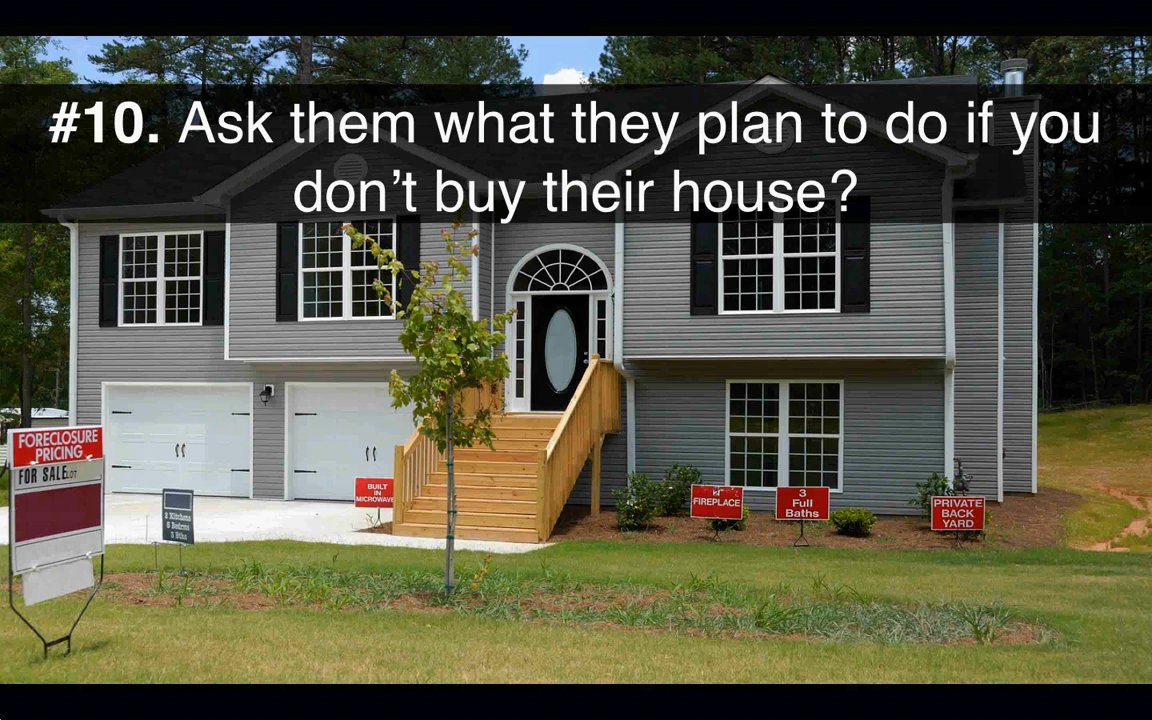 #10. Ask them what they plan to do if you
don’t buy their house?
FORECLOSURE
PRICING
FOR SALE
LOT
BUILT
IN
MICROWAVE
FIREPLACE
3
Full
Baths
PRIVATE
BACK
YARD